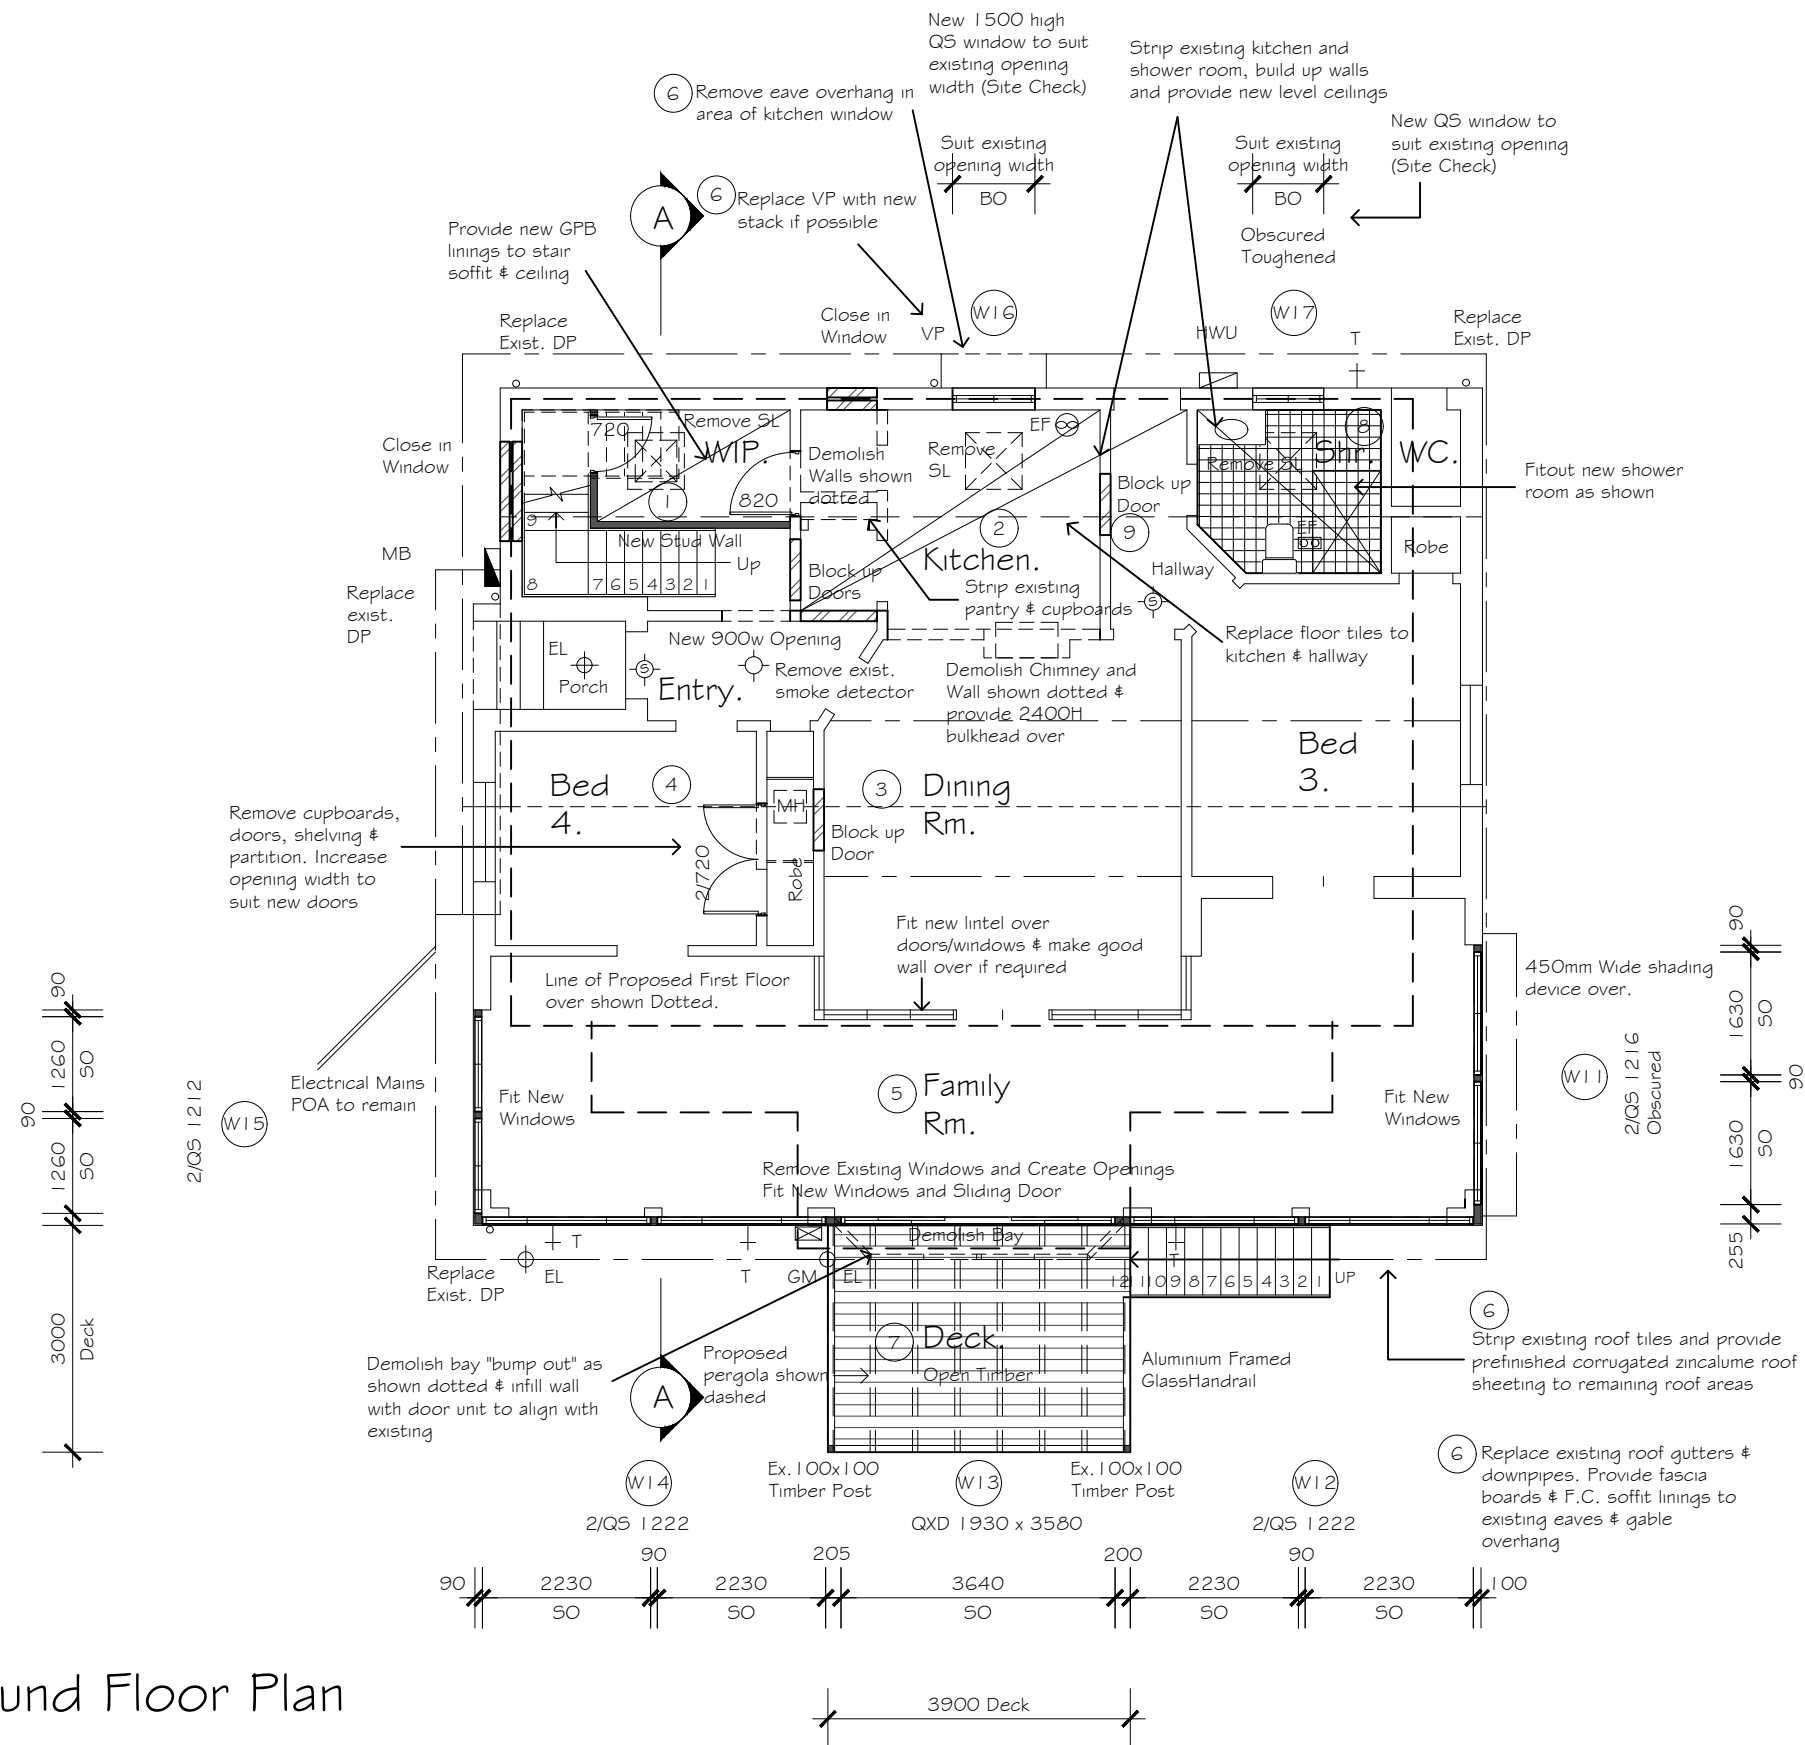 New 1500 high
QS window to suit
existing opening
width (Site Check)
Strip existing kitchen and
shower room, build up walls
and provide new level ceilings
6
Remove eave overhang in
area of kitchen window
New QS window to
suit existing opening
(Site Check)
Suit existing
opening width
BO
Suit existing
opening width
BO
Obscured
Toughened
A
6
Replace VP with new
stack if possible
Provide new GPB
linings to stair
soffit & ceiling
Replace
Exist. DP
Close in
Window
VP
W16
HWU
W17
T
Replace
Exist. DP
Close in
Window
720
Remove SL
WIP.
820
1
Demolish
Walls shown
dotted
Remove
SL
EF
Block up
Door
9
2
Kitchen.
Remove SL
8
Shr.
WC.
EF
Robe
Fitout new shower
room as shown
MB
Replace
exist.
DP
9
New Stud Wall
Up
8
7 6 5 4 3 2 1
Block up
Doors
Strip existing
pantry & cupboards
Hallway
S
Replace floor tiles to
kitchen & hallway
New 900w Opening
EL
Porch
S
Entry.
Remove exist.
smoke detector
Demolish Chimney and
Wall shown dotted &
provide 2400H
bulkhead over
Bed
3.
Bed
4.
4
MH
3
Dining
Rm.
Block up
Door
2/720
Robe
Remove cupboards,
doors, shelving &
partition. Increase
opening width to
suit new doors
Fit new lintel over
doors/windows & make good
wall over if required
Line of Proposed First Floor
over shown Dotted.
450mm Wide shading
device over.
90
1260
SO
90
1260
SO
3000
Deck
2/QS 1212
W15
Electrical Mains
POA to remain
Fit New
Windows
5
Family
Rm.
Fit New
Windows
W11
2/QS 1216
Obscured
90
1630
SO
90
1630
SO
255
Remove Existing Windows and Create Openings
Fit New Windows and Sliding Door
Demolish Bay
T
EL
T
GM
EL
T
12 11 10 9 8 7 6 5 4 3 2 1
UP
Replace
Exist. DP
7
Deck.
Open Timber
Proposed
pergola shown
dashed
Demolish bay "bump out" as
shown dotted & infill wall
with door unit to align with
existing
A
Aluminium Framed
GlassHandrail
6
Strip existing roof tiles and provide
prefinished corrugated zincalume roof
sheeting to remaining roof areas
6
Replace existing roof gutters &
downpipes. Provide fascia
boards & F.C. soffit linings to
existing eaves & gable
overhang
W14
2/QS 1222
Ex.100x100
Timber Post
W13
QXD 1930 x 3580
Ex.100x100
Timber Post
W12
2/QS 1222
90
2230
SO
90
2230
SO
205
3640
SO
200
2230
SO
90
2230
SO
100
3900 Deck
und Floor Plan